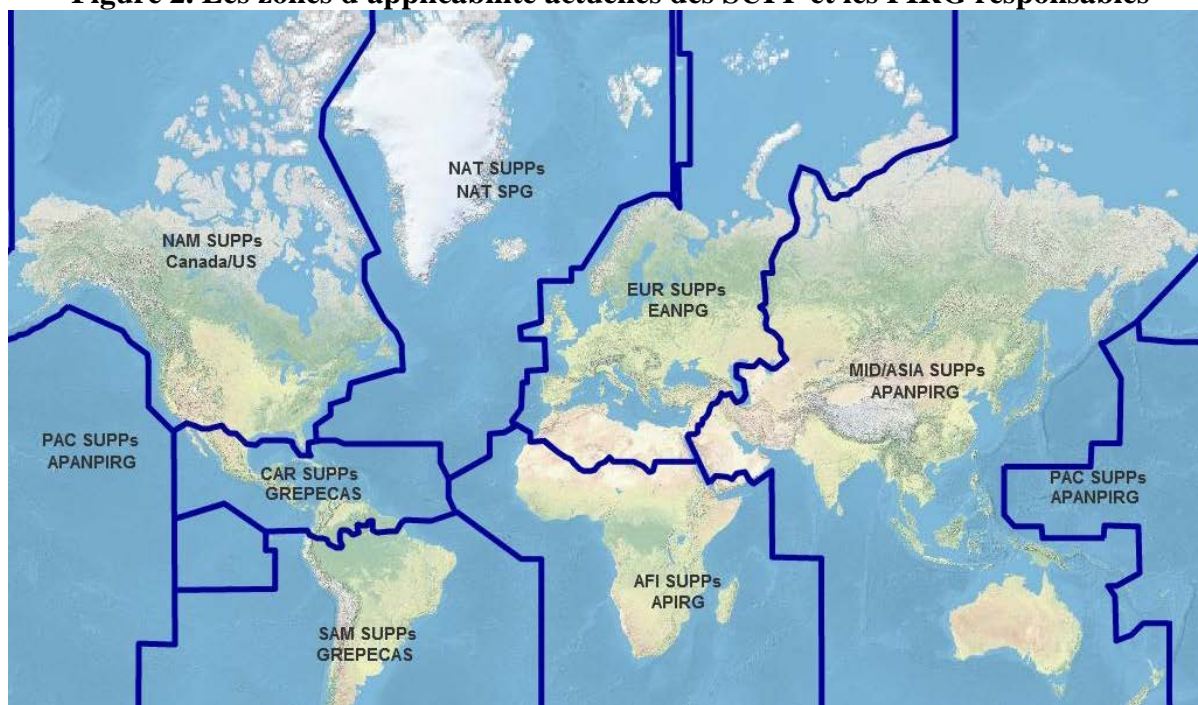 Figure 2. Les zones d'applicabilité actuelles des SUPP et les PIRG responsables
NAT SUPPs
NAT SPG
NAM SUPPs
Canada/US
EUR SUPPs
EANPG
MID/ASIA SUPPs
APANPIRG
PAC SUPPs
APANPIRG
CAR SUPPs
GREPECAS
PAC SUPPs
APANPIRG
AFI SUPPs
APIRG
SAM SUPPs
GREPECAS